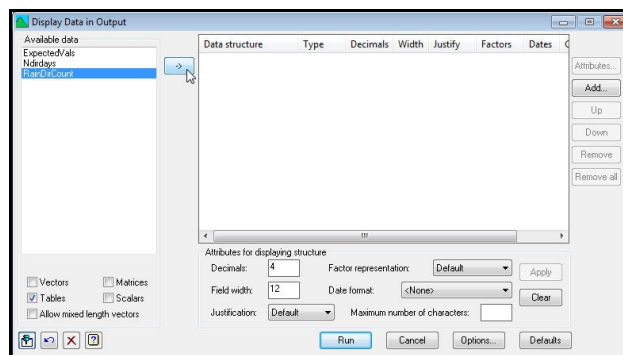 Display Data in Output
Available data
ExpectedVals
Ndirdays
RainDirCount
->
Data structure Type Decimals Width Justify Factors Dates
Attributes...
Add...
Up
Down
Remove
Remove all
Vectors Matrices
Tables Scalars
Allow mixed length vectors
Attributes for displaying structure
Decimals: 4 Factor representation: Default Apply
Field width: 12 Date format: <None> Clear
Justification: Default Maximum number of characters:
Run Cancel Options... Defaults